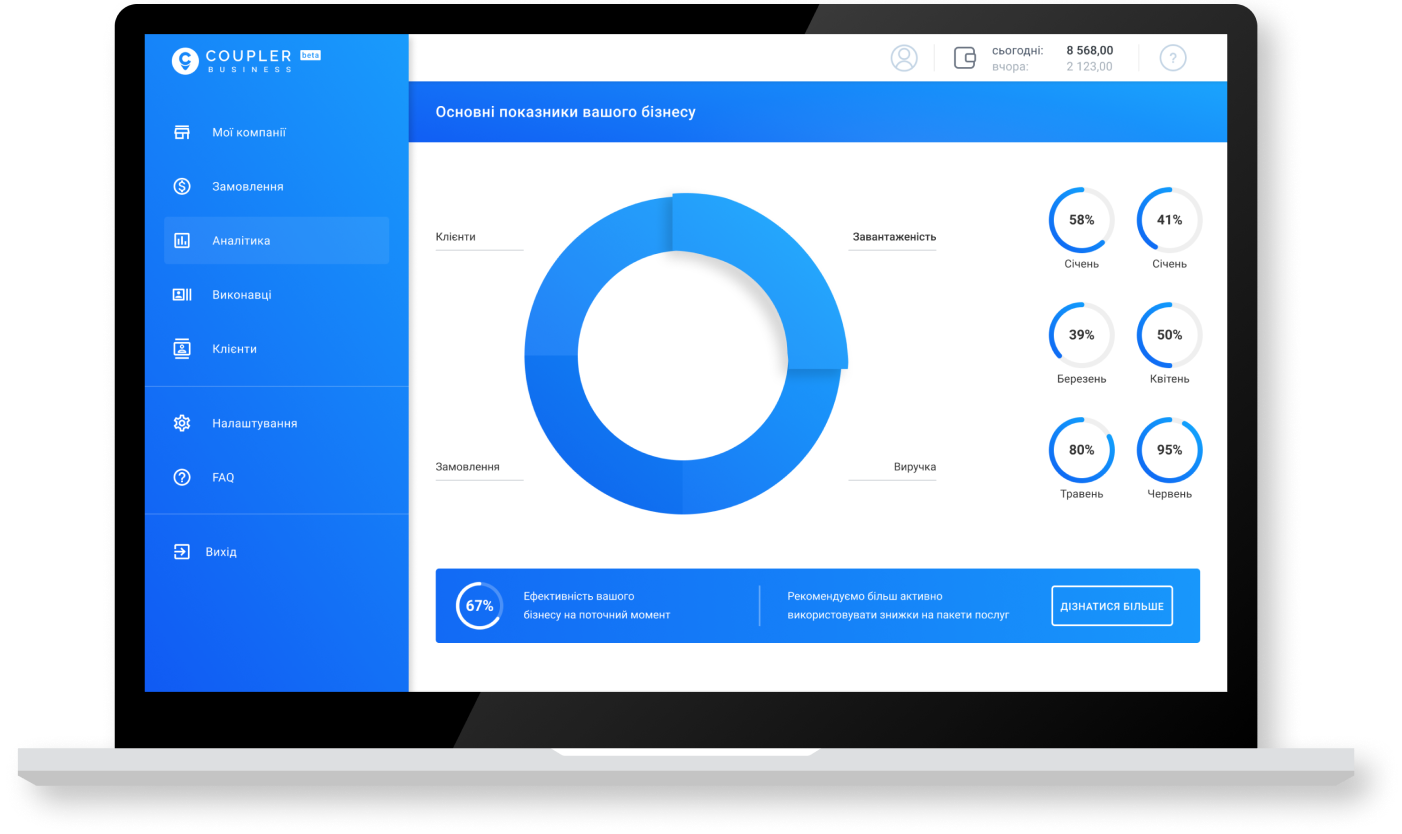 COUPLER beta
BUSINESS
сьогодні: 8 568,00
вчора: 2 123,00
?
Основні показники вашого бізнесу
Мої компанії
Замовлення
Аналітика
Виконавці
Клієнти
Налаштування
FAQ
Вихід
Клієнти
Завантаженість
Замовлення
Виручка
58% 41%
Січень Січень
39% 50%
Березень Квітень
80% 95%
Травень Червень
67%
Ефективність вашого
бізнесу на поточний момент
Рекомендуємо більш активно
використовувати знижки на пакети послуг
ДІЗНАТИСЯ БІЛЬШЕ